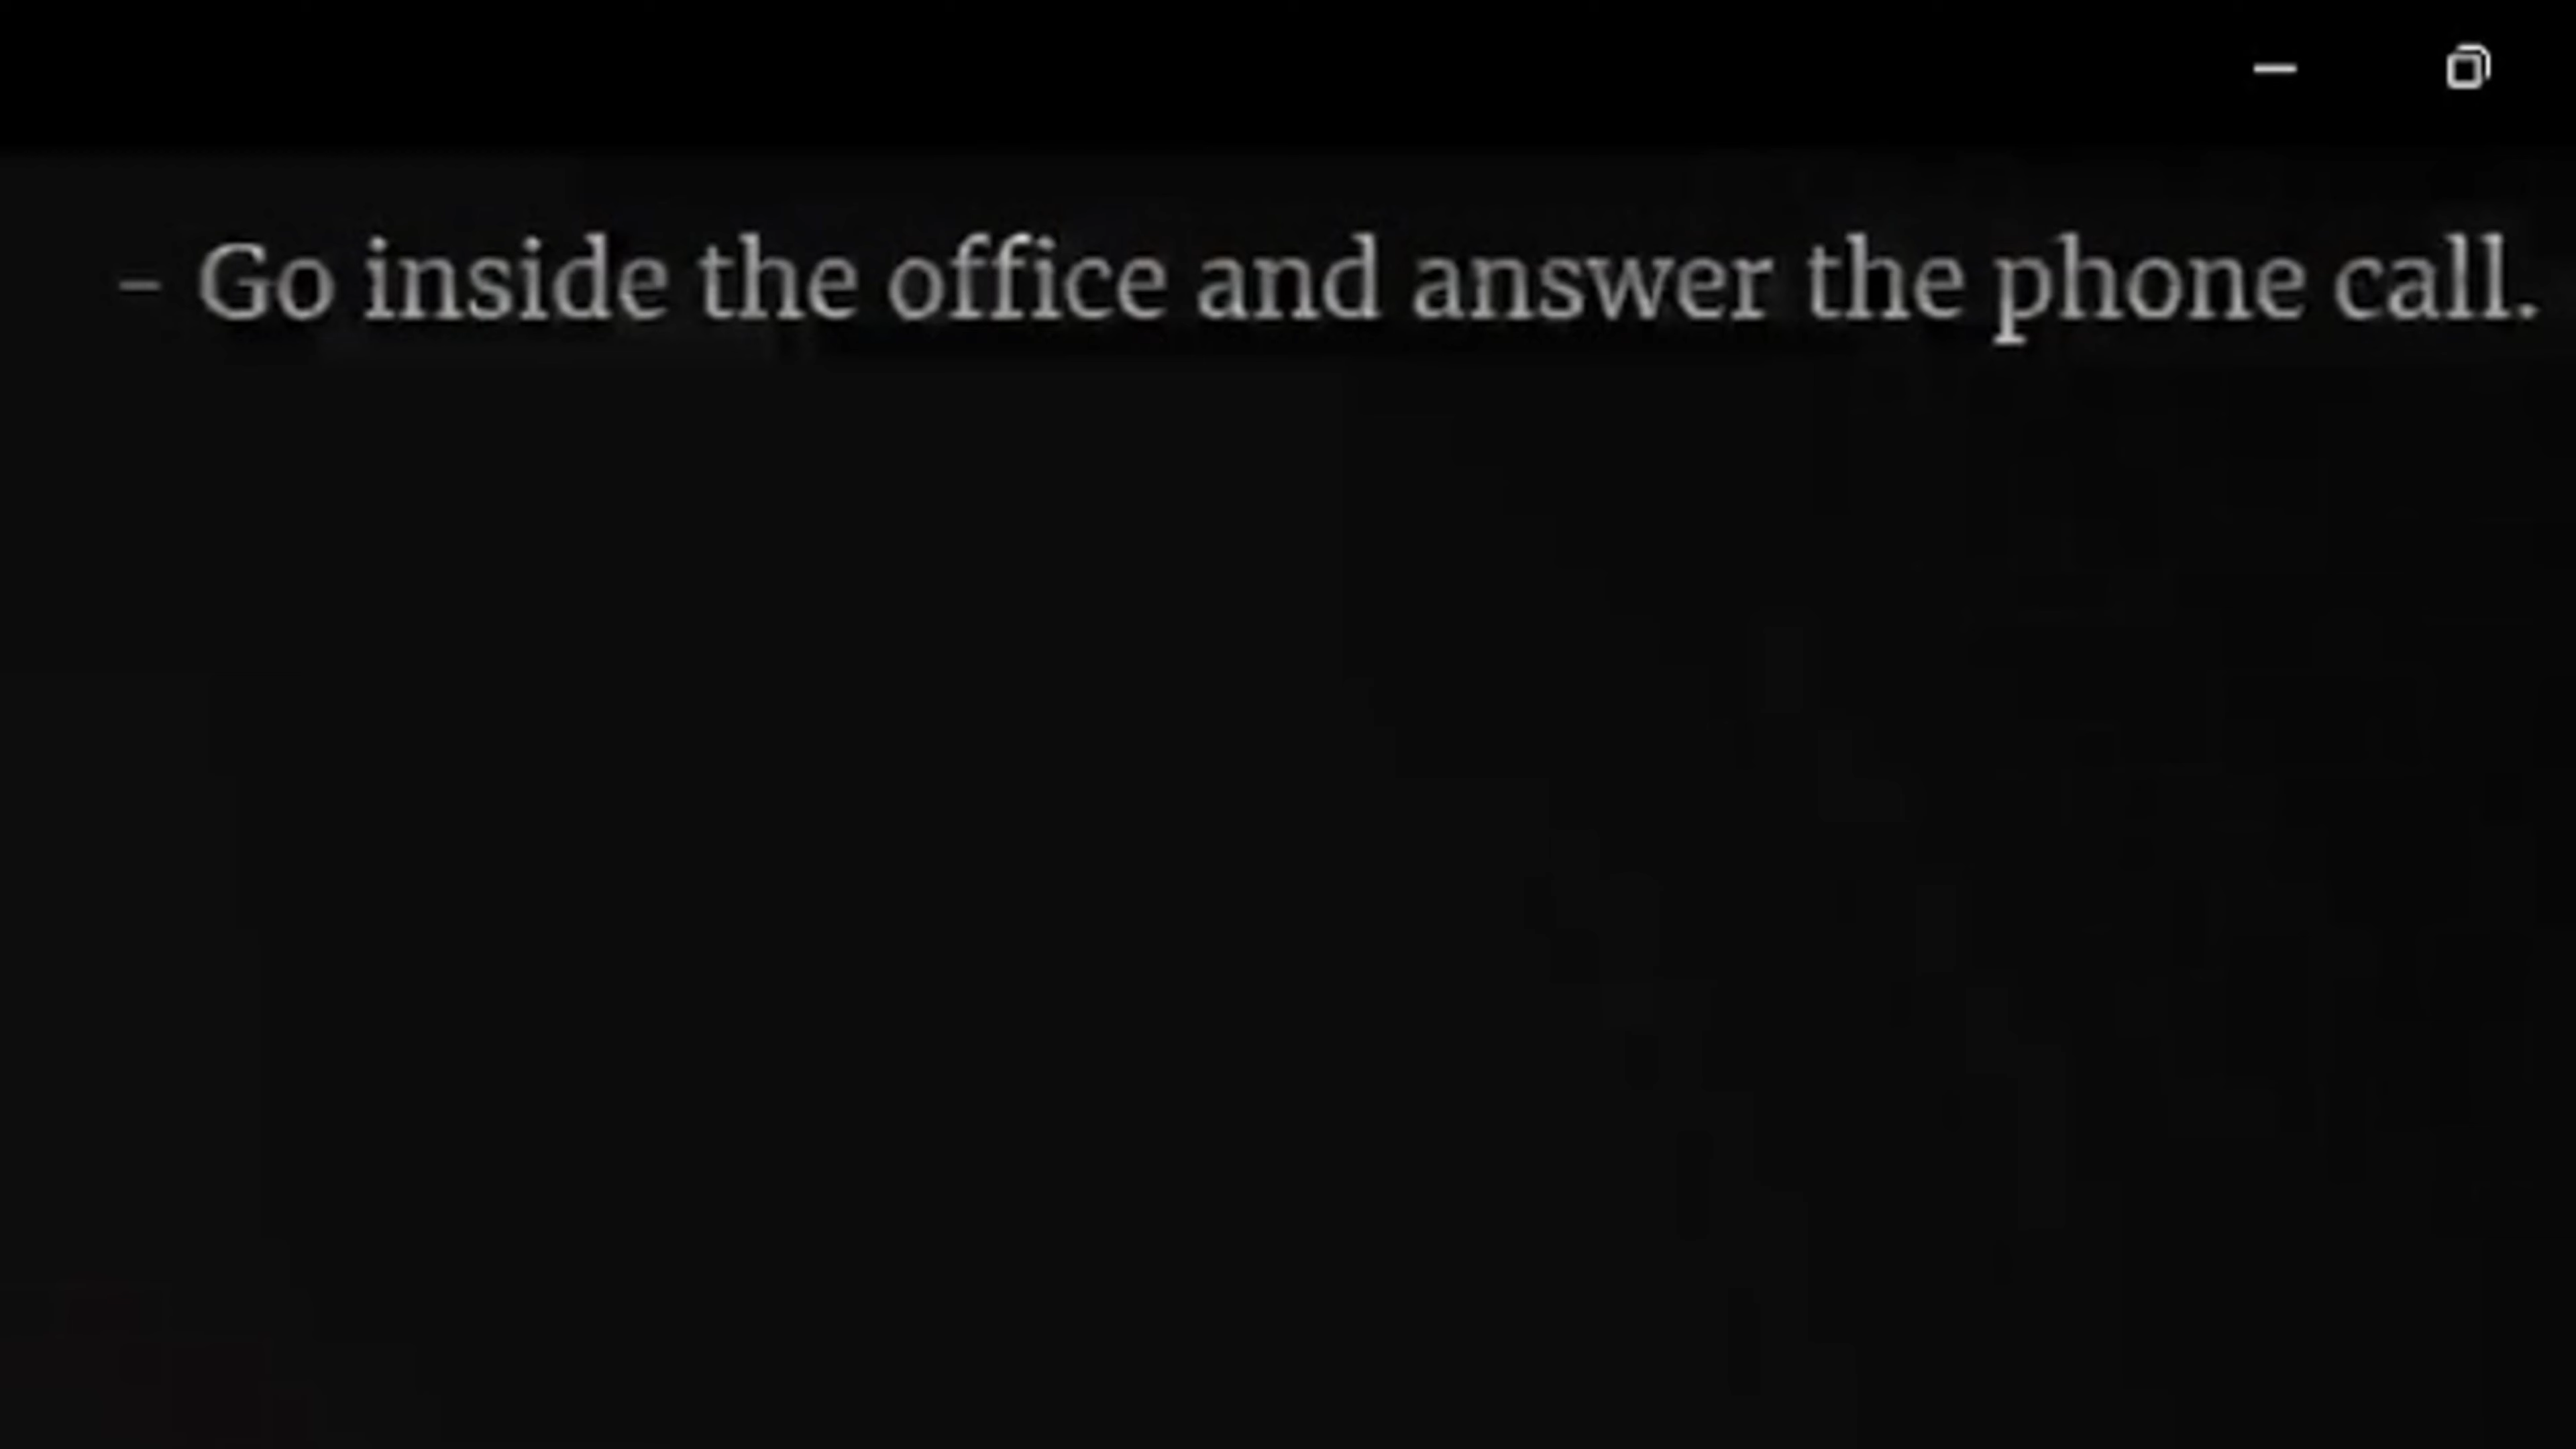 – Go inside the office and answer the phone call.